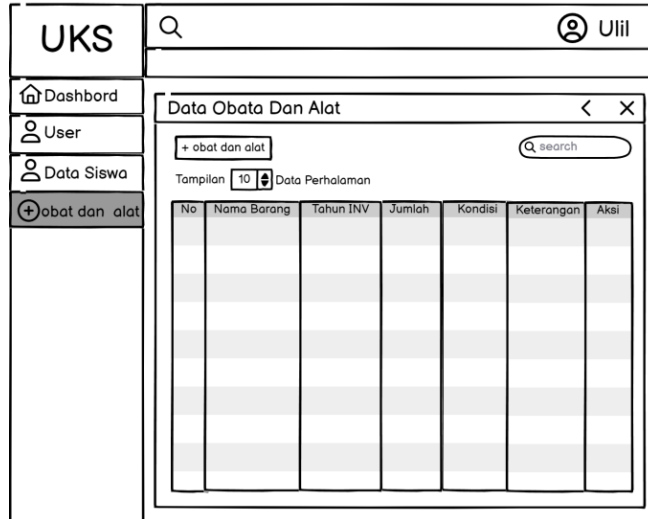 UKS
Ulil
Dashbord
User
Data Siswa
obat dan alat
Data Obata Dan Alat
+ obat dan alat
search
Tampilan 10 Data Perhalaman
No Nama Barang Tahun INV Jumlah Kondisi Keterangan Aksi